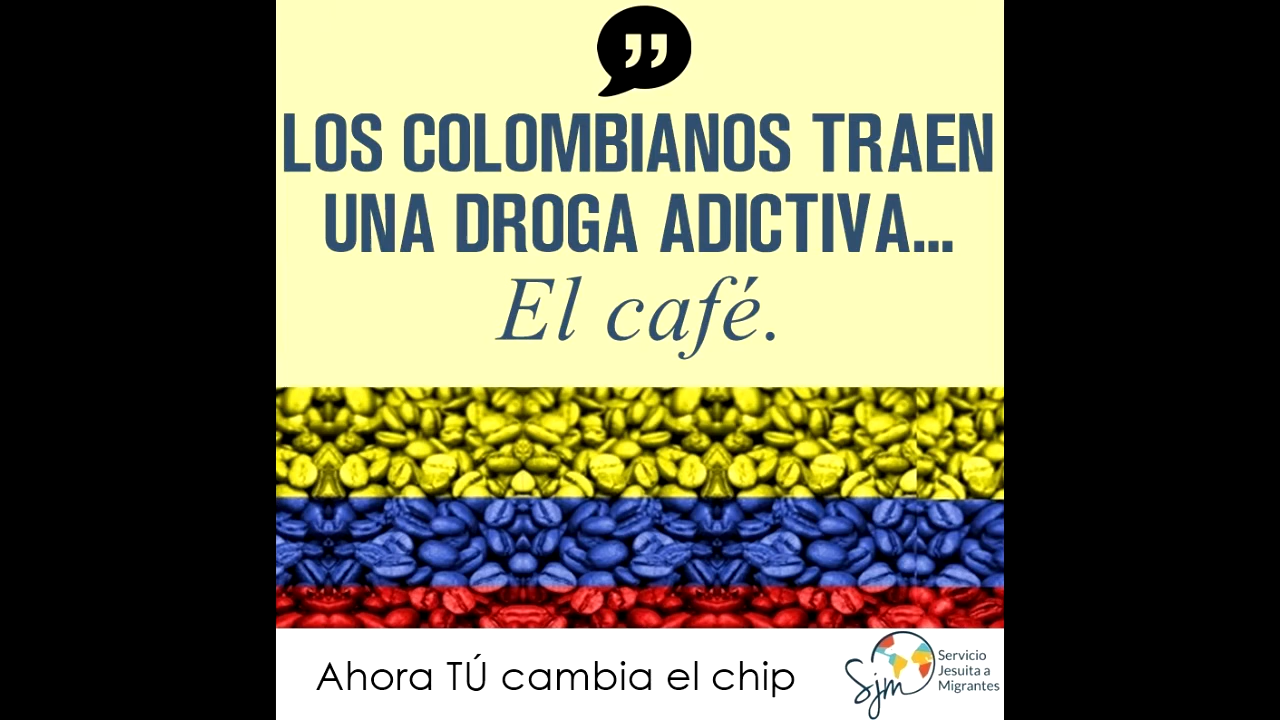 LOS COLOMBIANOS TRAEN
UNA DROGA ADICTIVA...
El café.
Ahora TÚ cambia el chip
sjm
Servicio
Jesuita a
Migrantes